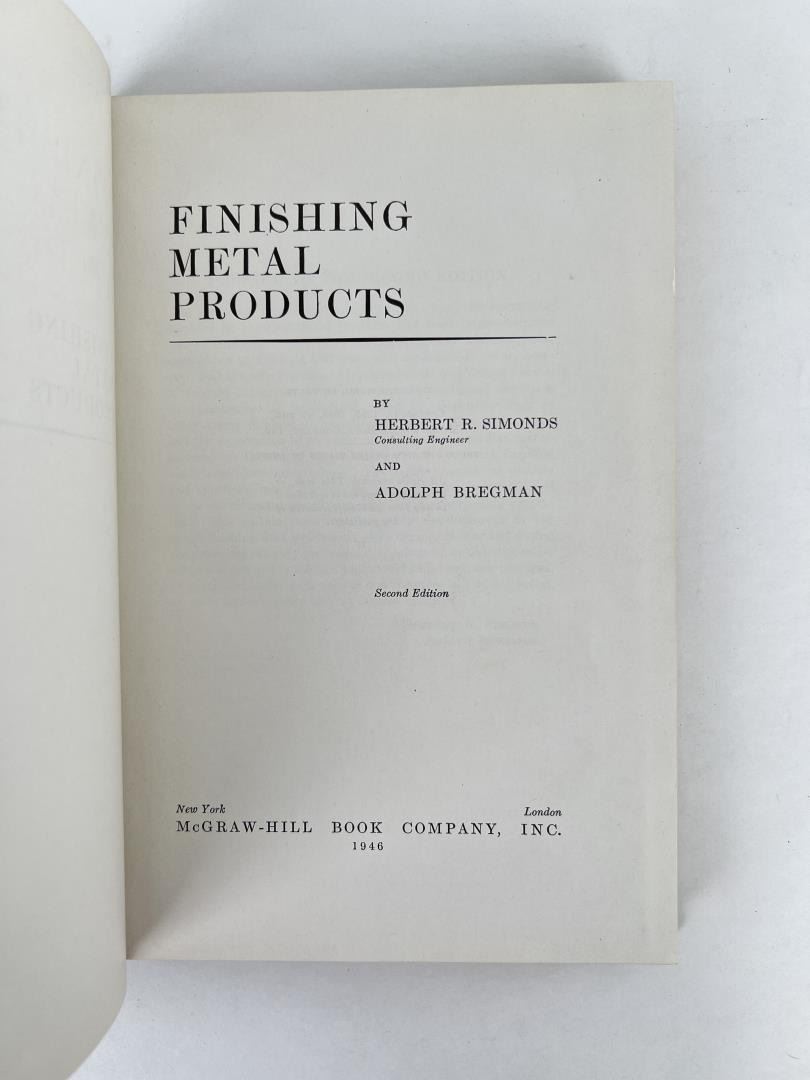 FINISHING
METAL
PRODUCTS
BY
HERBERT R. SIMONDS
Consulting Engineer
AND
ADOLPH BREGMAN
Second Edition
New York London
McGRAW-HILL BOOK COMPANY, INC.
1946